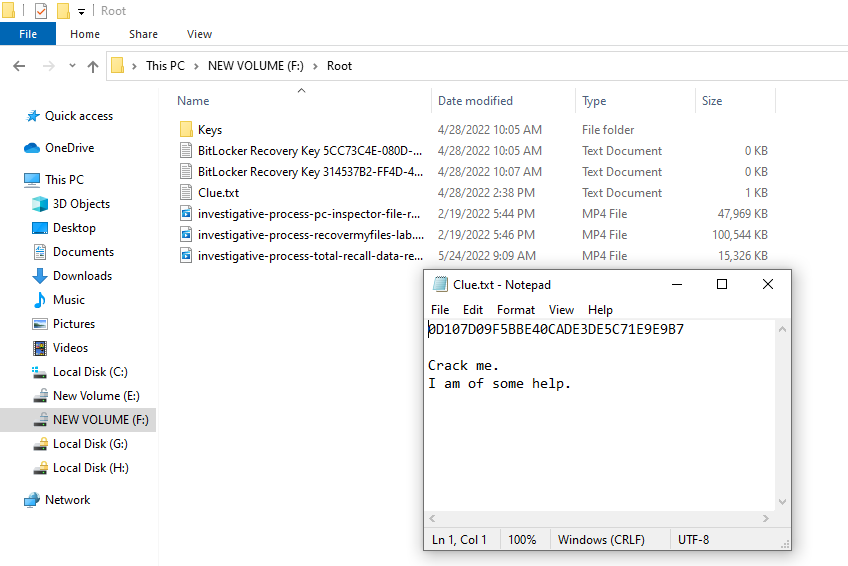 Root
File Home Share View
This PC > NEW VOLUME (F:) > Root
Name Date modified Type Size
Quick access
OneDrive
This PC
3D Objects
Desktop
Documents
Downloads
Music
Pictures
Videos
Local Disk (C:)
New Volume (E:)
NEW VOLUME (F:)
Local Disk (G:)
Local Disk (H:)
Network
Keys 4/28/2022 10:05 AM File folder
BitLocker Recovery Key 5CC73C4E-080D-... 4/28/2022 10:05 AM Text Document 0 KB
BitLocker Recovery Key 314537B2-FF4D-4... 4/28/2022 10:07 AM Text Document 0 KB
Clue.txt 4/28/2022 2:38 PM Text Document 1 KB
investigative-process-pc-inspector-file-r... 2/19/2022 5:44 PM MP4 File 47,969 KB
investigative-process-recovermyfiles-lab.... 2/19/2022 5:46 PM MP4 File 100,544 KB
investigative-process-total-recall-data-re... 5/24/2022 9:09 AM MP4 File 15,326 KB
Clue.txt - Notepad
File Edit Format View Help
0D107D09F5BBE40CADE3DE5C71E9E9B7
Crack me.
I am of some help.
Ln 1, Col 1 100% Windows (CRLF) UTF-8